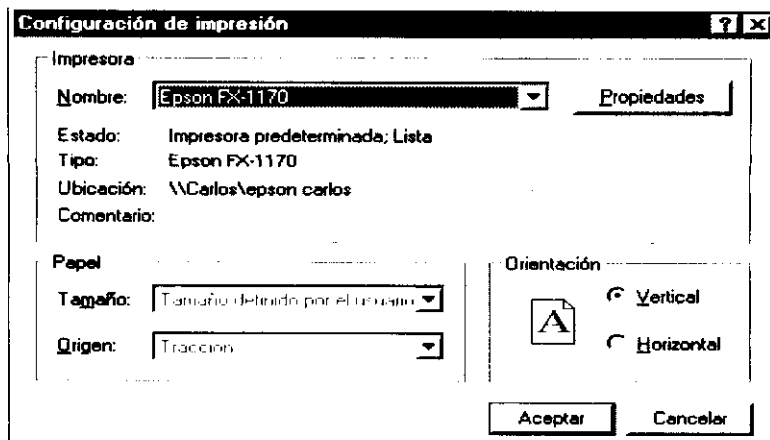 Configuración de impresión
Impresora
Nombre: Epson FX-1170 Propiedades
Estado: Impresora predeterminada; Lista
Tipo: Epson FX-1170
Ubicación: \\Carlos\epson carlos
Comentario:
Papel
Tamaño: Tamaño definido por el usuario
Origen: Traccion
Orientación
A
Vertical
Horizontal
Aceptar Cancelar